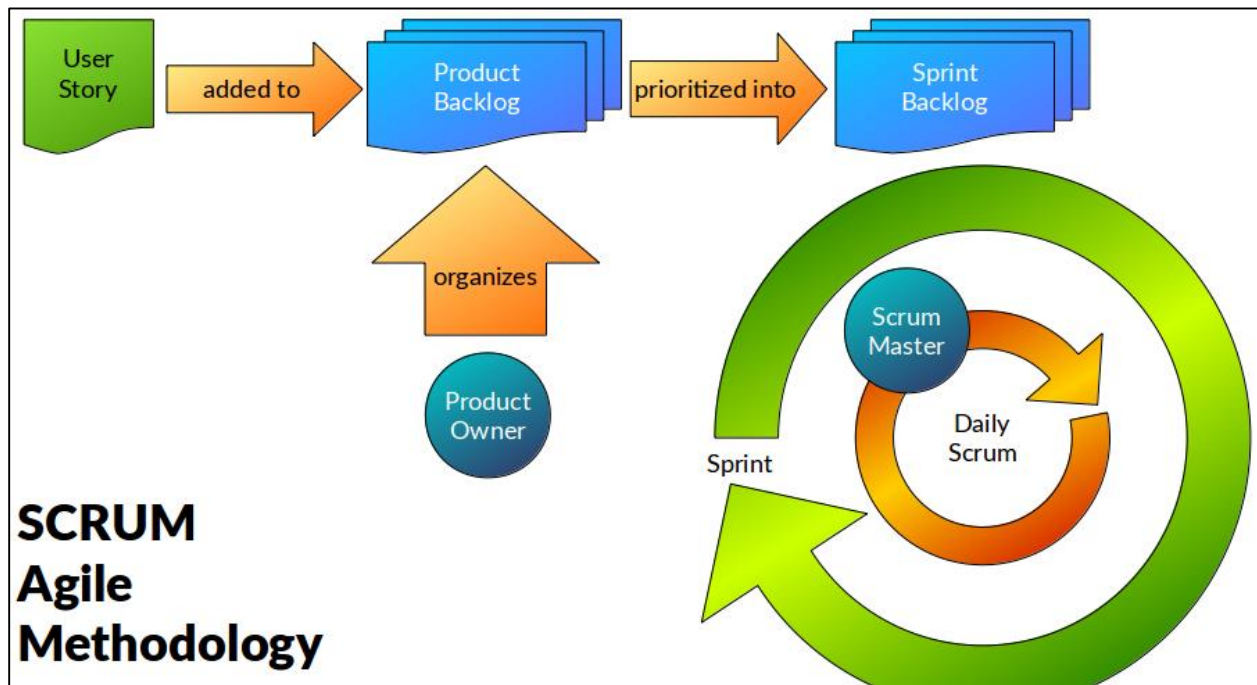 User
Story
added to
Product
Backlog
prioritized into
Sprint
Backlog
organizes
Product
Owner
Scrum
Master
Daily
Scrum
Sprint
SCRUM
Agile
Methodology